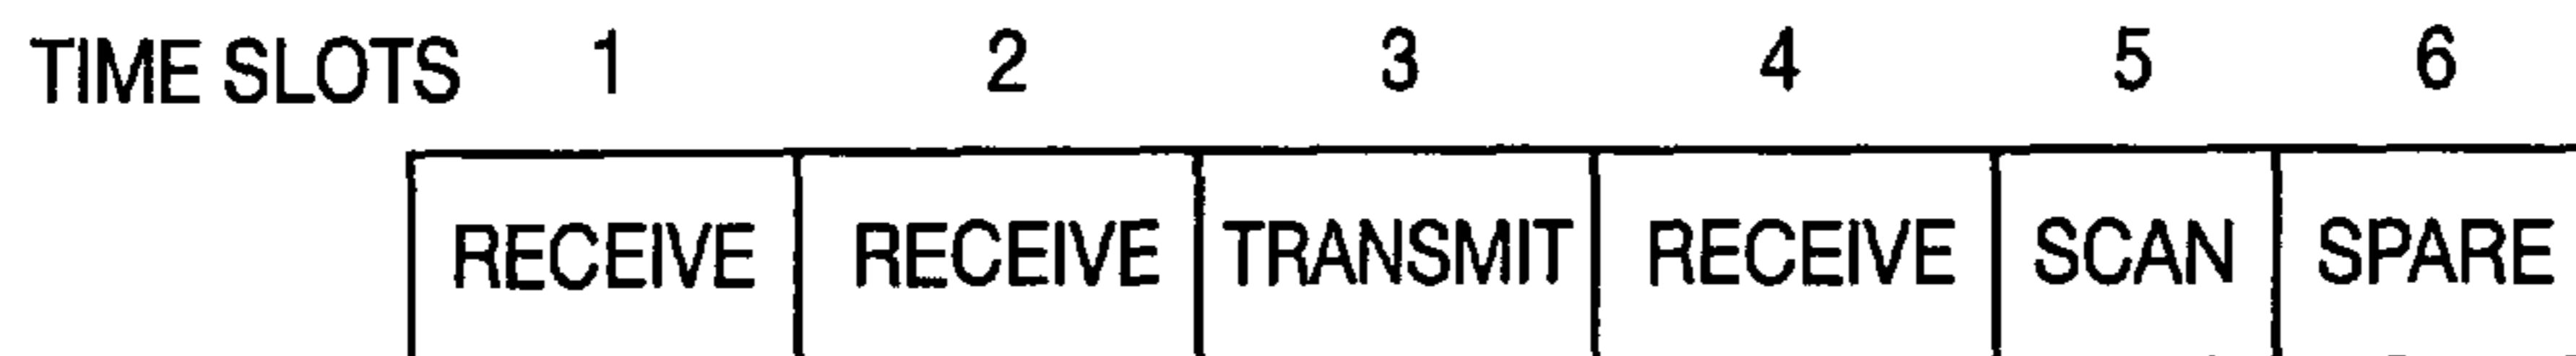 TIME SLOTS 1 2 3 4 5 6
RECEIVE RECEIVE TRANSMIT RECEIVE SCAN SPARE